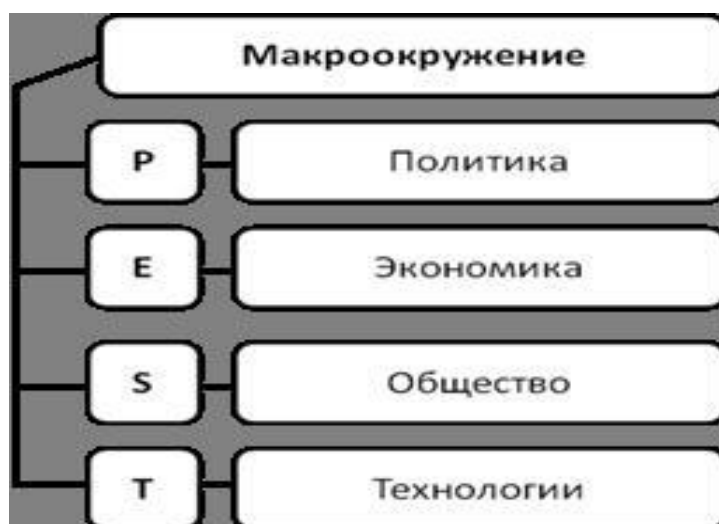 Макроокружение
P Политика
E Экономика
S Общество
T Технологии